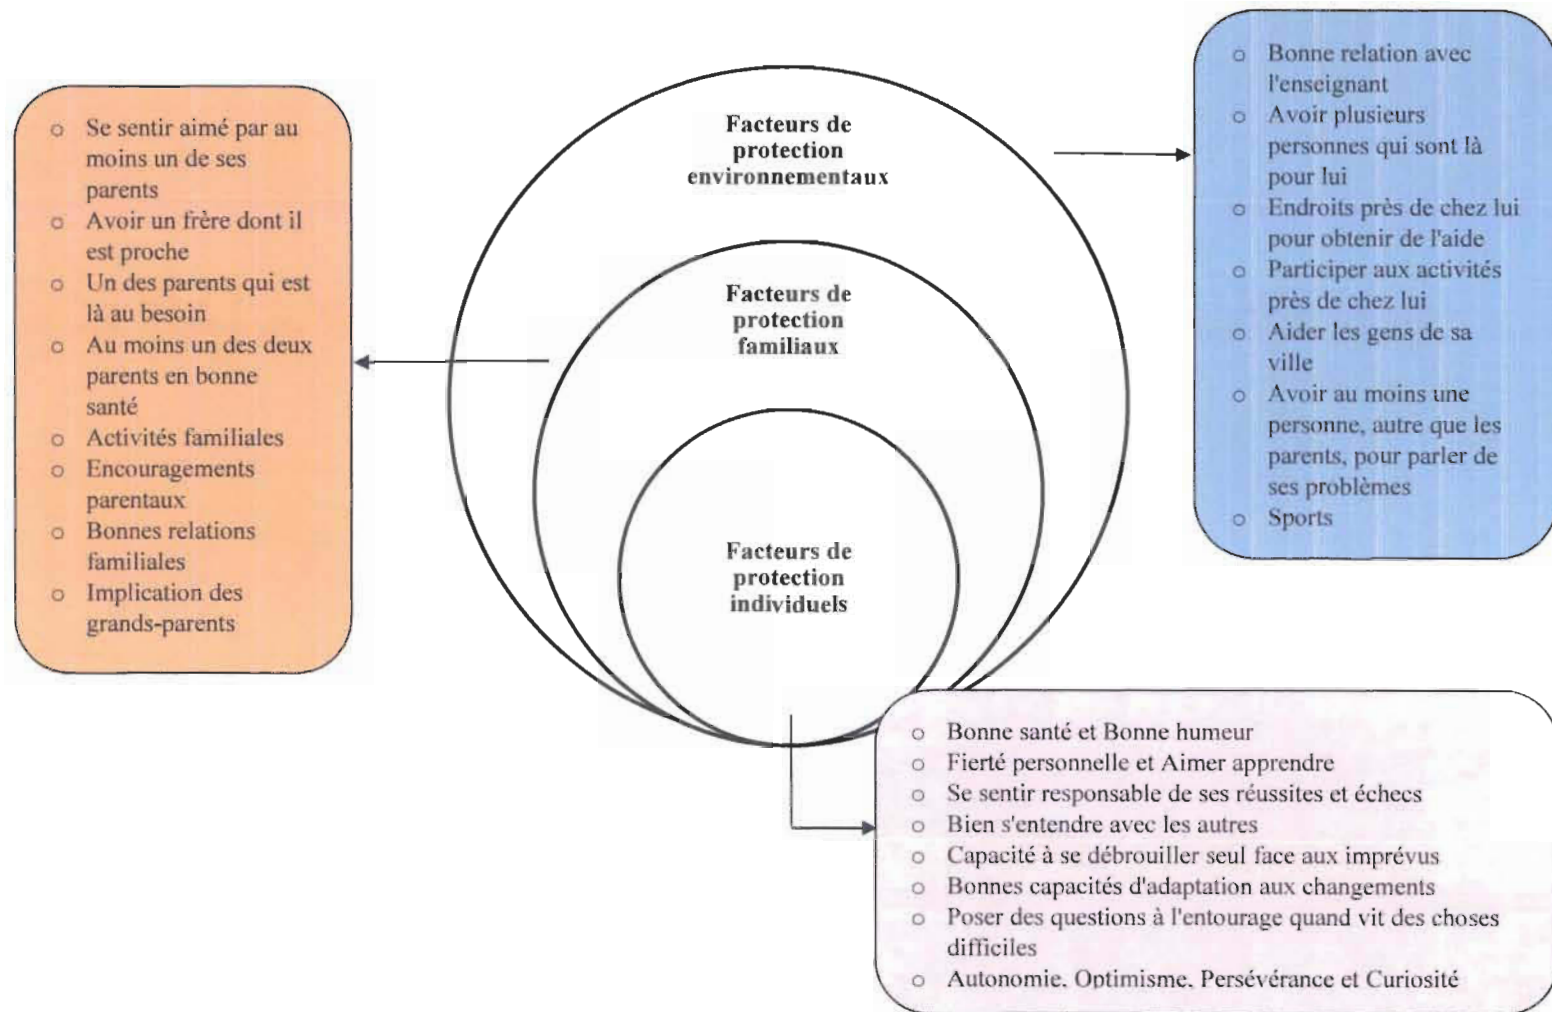 Facteurs de
protection
environnementaux
Facteurs de
protection
familiaux
Facteurs de
protection
individuels
o Se sentir aimé par au
moins un de ses
parents
o Avoir un frère dont il
est proche
o Un des parents qui est
là au besoin
o Au moins un des deux
parents en bonne
santé
o Activités familiales
o Encouragements
parentaux
o Bonnes relations
familiales
o Implication des
grands-parents
o Bonne relation avec
l'enseignant
o Avoir plusieurs
personnes qui sont là
pour lui
o Endroits près de chez lui
pour obtenir de l'aide
o Participer aux activités
près de chez lui
o Aider les gens de sa
ville
o Avoir au moins une
personne, autre que les
parents, pour parler de
ses problèmes
o Sports
o Bonne santé et Bonne humeur
o Fierté personnelle et Aimer apprendre
o Se sentir responsable de ses réussites et échecs
o Bien s'entendre avec les autres
o Capacité à se débrouiller seul face aux imprévus
o Bonnes capacités d'adaptation aux changements
o Poser des questions à l'entourage quand vit des choses
difficiles
o Autonomie, Optimisme, Persévérance et Curiosité